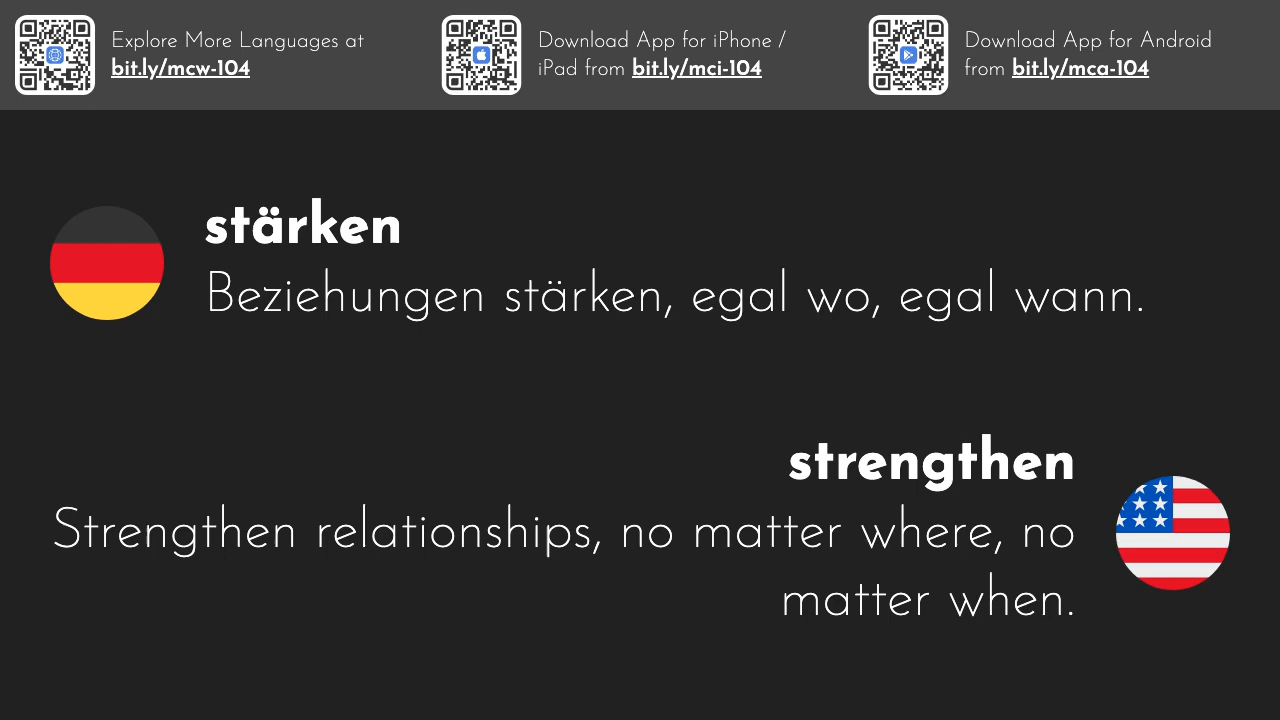 Explore More Languages at
bit.ly/mcw-104
Download App for iPhone /
iPad from bit.ly/mci-104
Download App for Android
from bit.ly/mca-104
stärken
Beziehungen stärken, egal wo, egal wann.
strengthen
Strengthen relationships, no matter where, no
matter when.